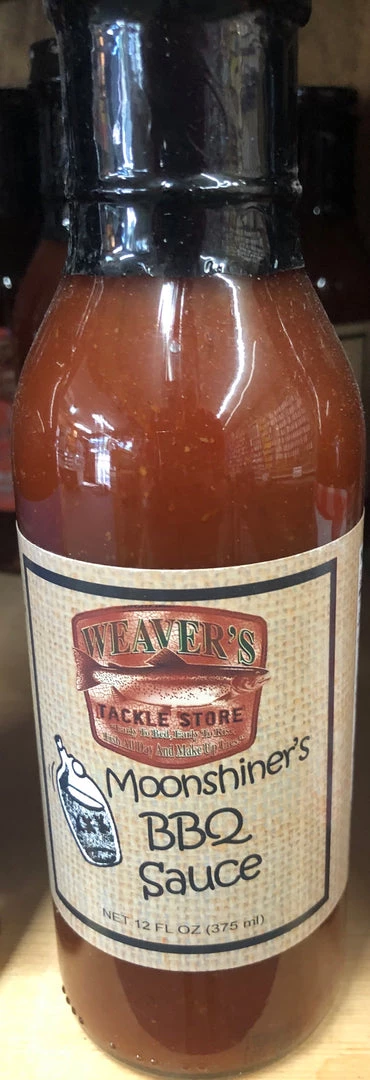 WEAVER'S
TACKLE STORE
Early To Bed, Early To Rise
Fish All Day And Make Up Lies
Moonshiner's
BBQ
Sauce
NET 12 FL OZ (375 ml)